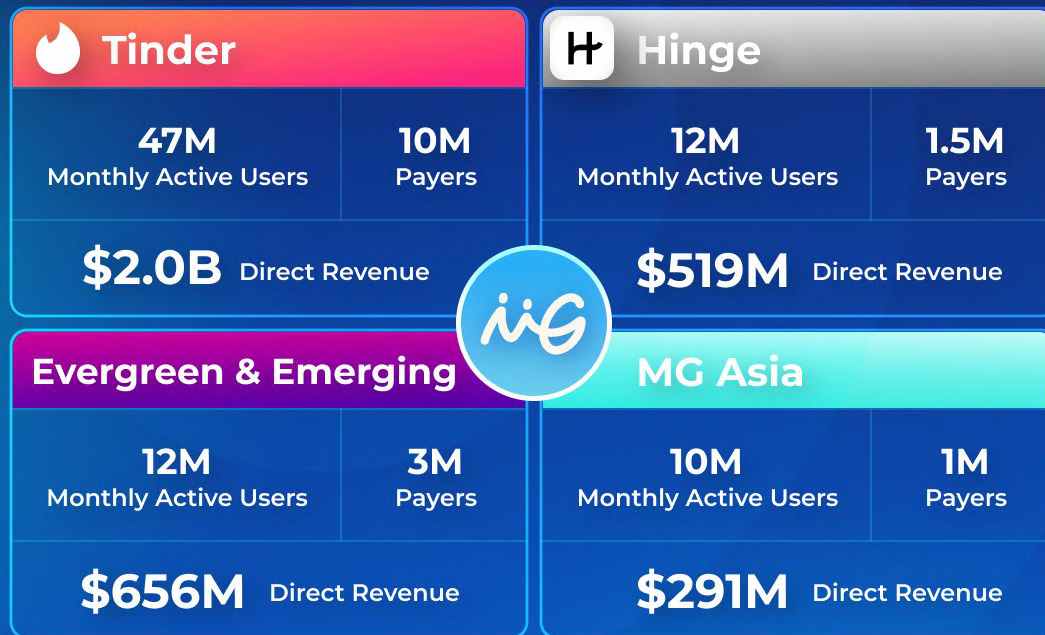 Tinder
47M
Monthly Active Users
10M
Payers
$2.0B Direct Revenue
H Hinge
12M
Monthly Active Users
1.5M
Payers
$519M Direct Revenue
MG
Evergreen & Emerging
12M
Monthly Active Users
3M
Payers
$656M Direct Revenue
MG Asia
10M
Monthly Active Users
1M
Payers
$291M Direct Revenue